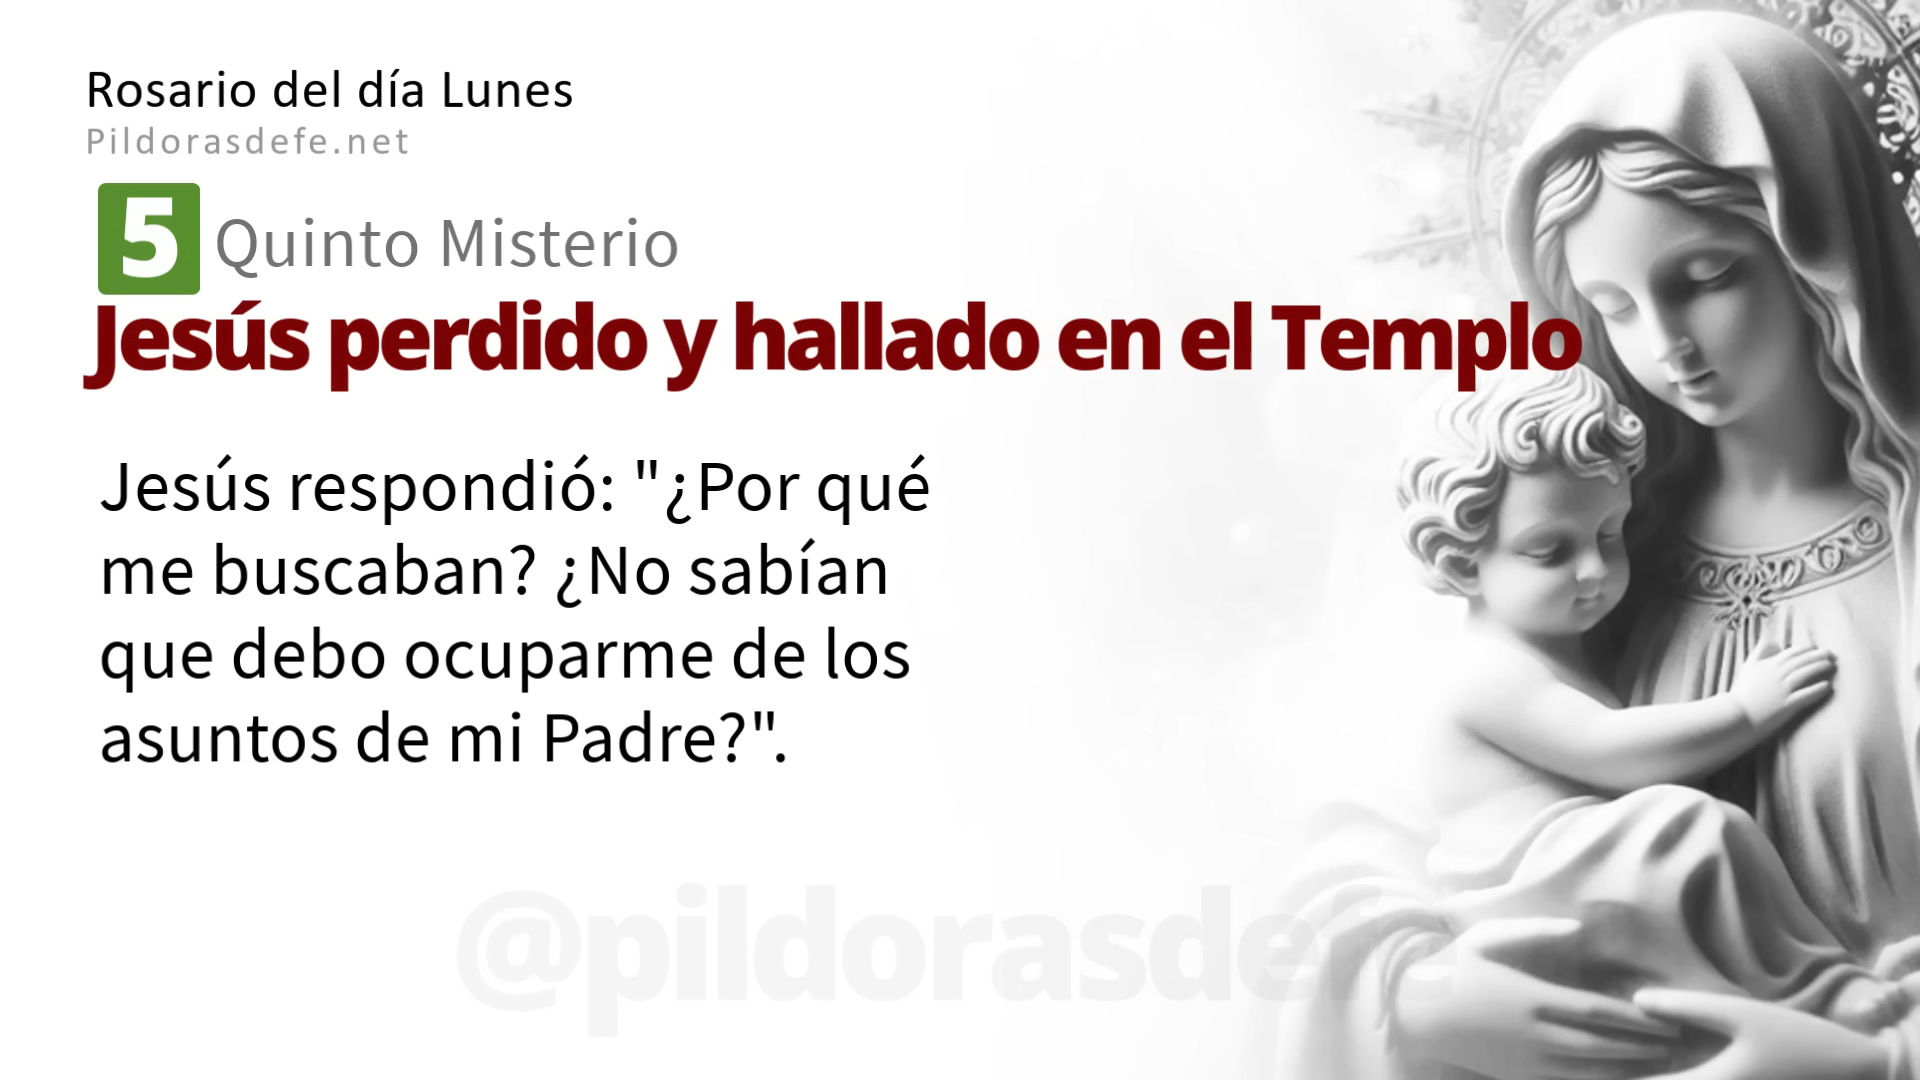 Rosario del día Lunes
Pildorasdefe.net
5 Quinto Misterio
Jesús perdido y hallado en el Templo
Jesús respondió: "¿Por qué
me buscaban? ¿No sabían
que debo ocuparme de los
asuntos de mi Padre?".
@pildorasdefe